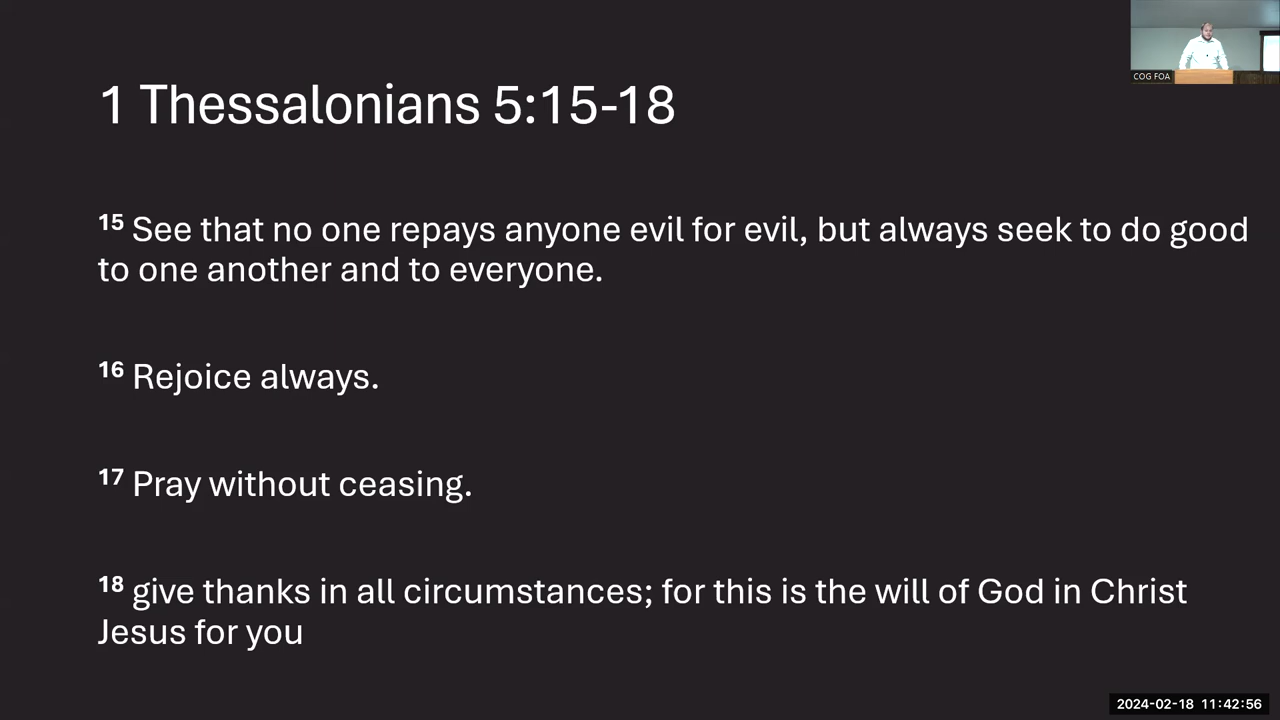 COG FOA
1 Thessalonians 5:15-18
15 See that no one repays anyone evil for evil, but always seek to do good
to one another and to everyone.
16 Rejoice always.
17 Pray without ceasing.
18 give thanks in all circumstances; for this is the will of God in Christ
Jesus for you
2024-02-18 11:42:56